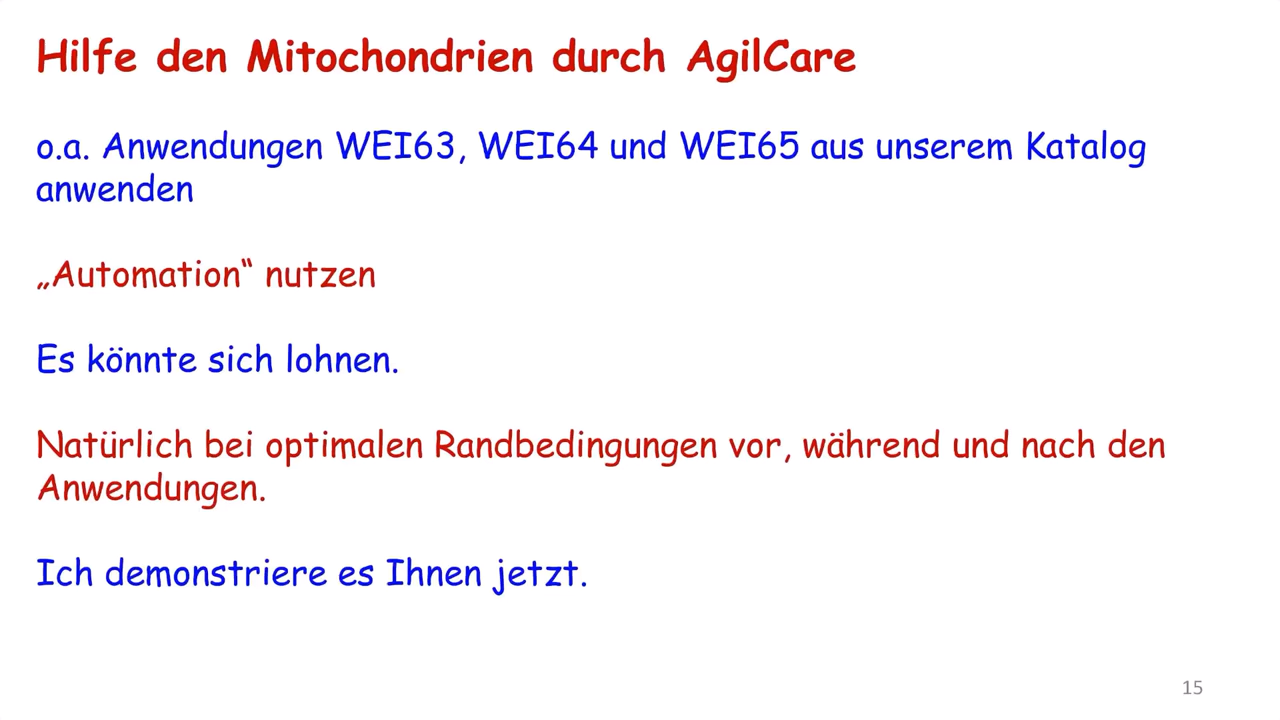 Hilfe den Mitochondrien durch AgilCare
o.a. Anwendungen WEI63, WEI64 und WEI65 aus unserem Katalog
anwenden
„Automation“ nutzen
Es könnte sich lohnen.
Natürlich bei optimalen Randbedingungen vor, während und nach den
Anwendungen.
Ich demonstriere es Ihnen jetzt.
15